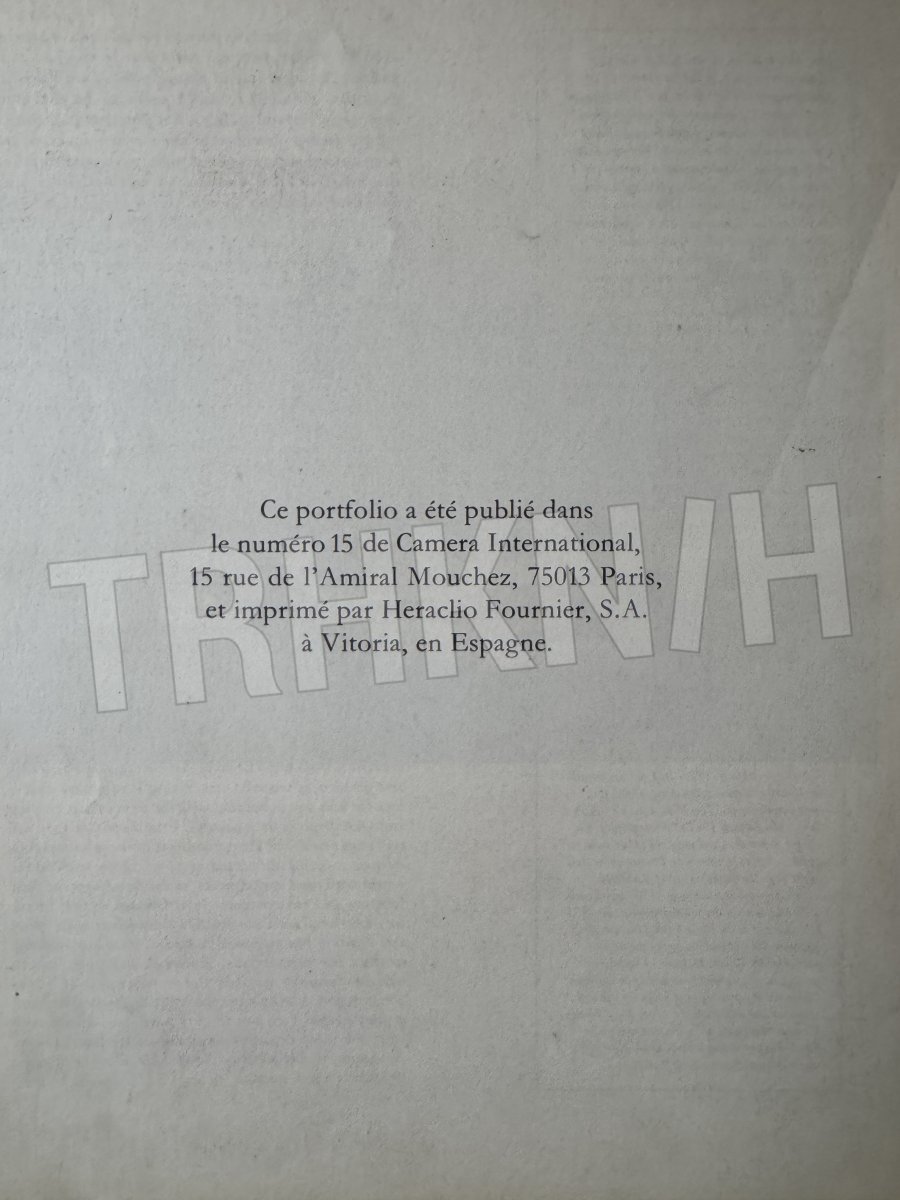 Ce portfolio a été publié dans
le numéro 15 de Camera International,
15 rue de l'Amiral Mouchez, 75013 Paris,
et imprimé par Heraclio Fournier, S.A.
à Vitoria, en Espagne.
TRHKN/H